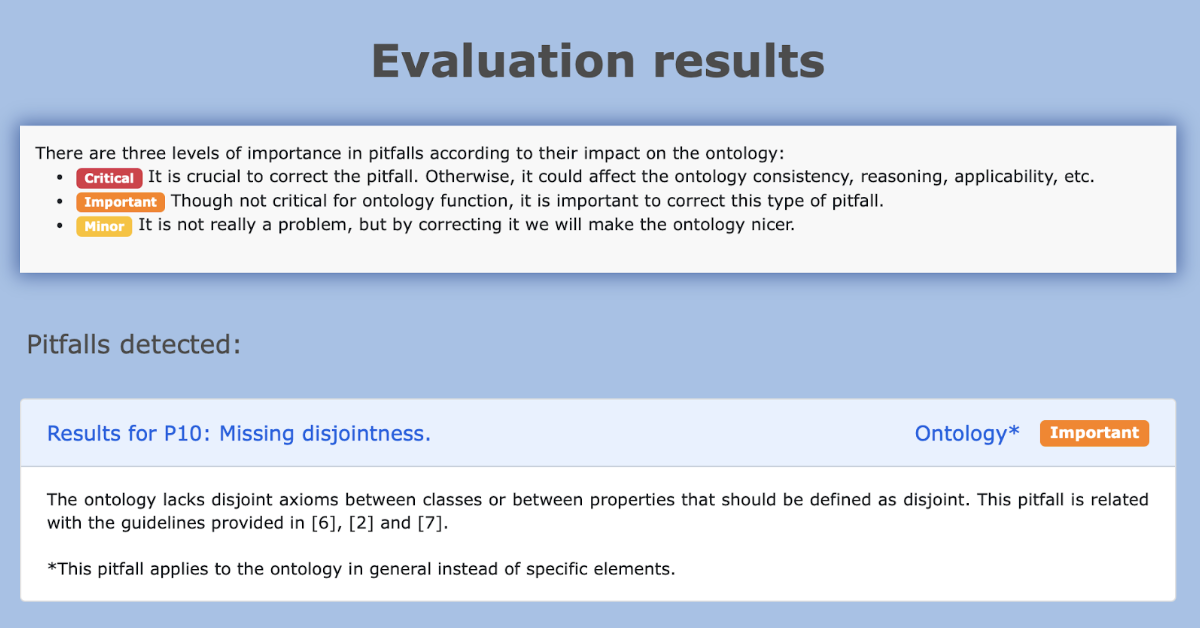 Evaluation results
There are three levels of importance in pitfalls according to their impact on the ontology:
• Critical It is crucial to correct the pitfall. Otherwise, it could affect the ontology consistency, reasoning, applicability, etc.
• Important Though not critical for ontology function, it is important to correct this type of pitfall.
• Minor It is not really a problem, but by correcting it we will make the ontology nicer.
Pitfalls detected:
Results for P10: Missing disjointness. Ontology* Important
The ontology lacks disjoint axioms between classes or between properties that should be defined as disjoint. This pitfall is related
with the guidelines provided in [6], [2] and [7].
*This pitfall applies to the ontology in general instead of specific elements.